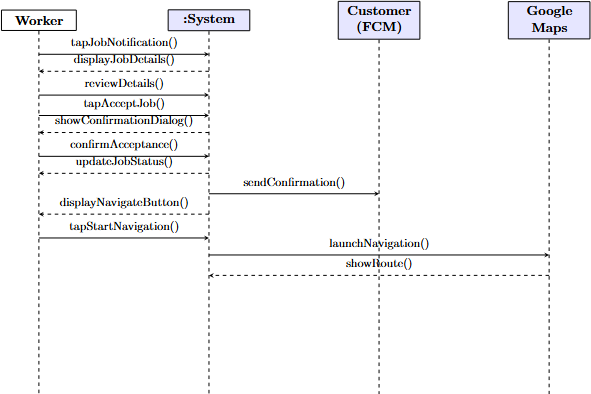 Worker
:System
Customer
(FCM)
Google
Maps
tapJobNotification()
displayJobDetails()
reviewDetails()
tapAcceptJob()
showConfirmationDialog()
confirmAcceptance()
updateJobStatus()
sendConfirmation()
displayNavigateButton()
tapStartNavigation()
launchNavigation()
showRoute()